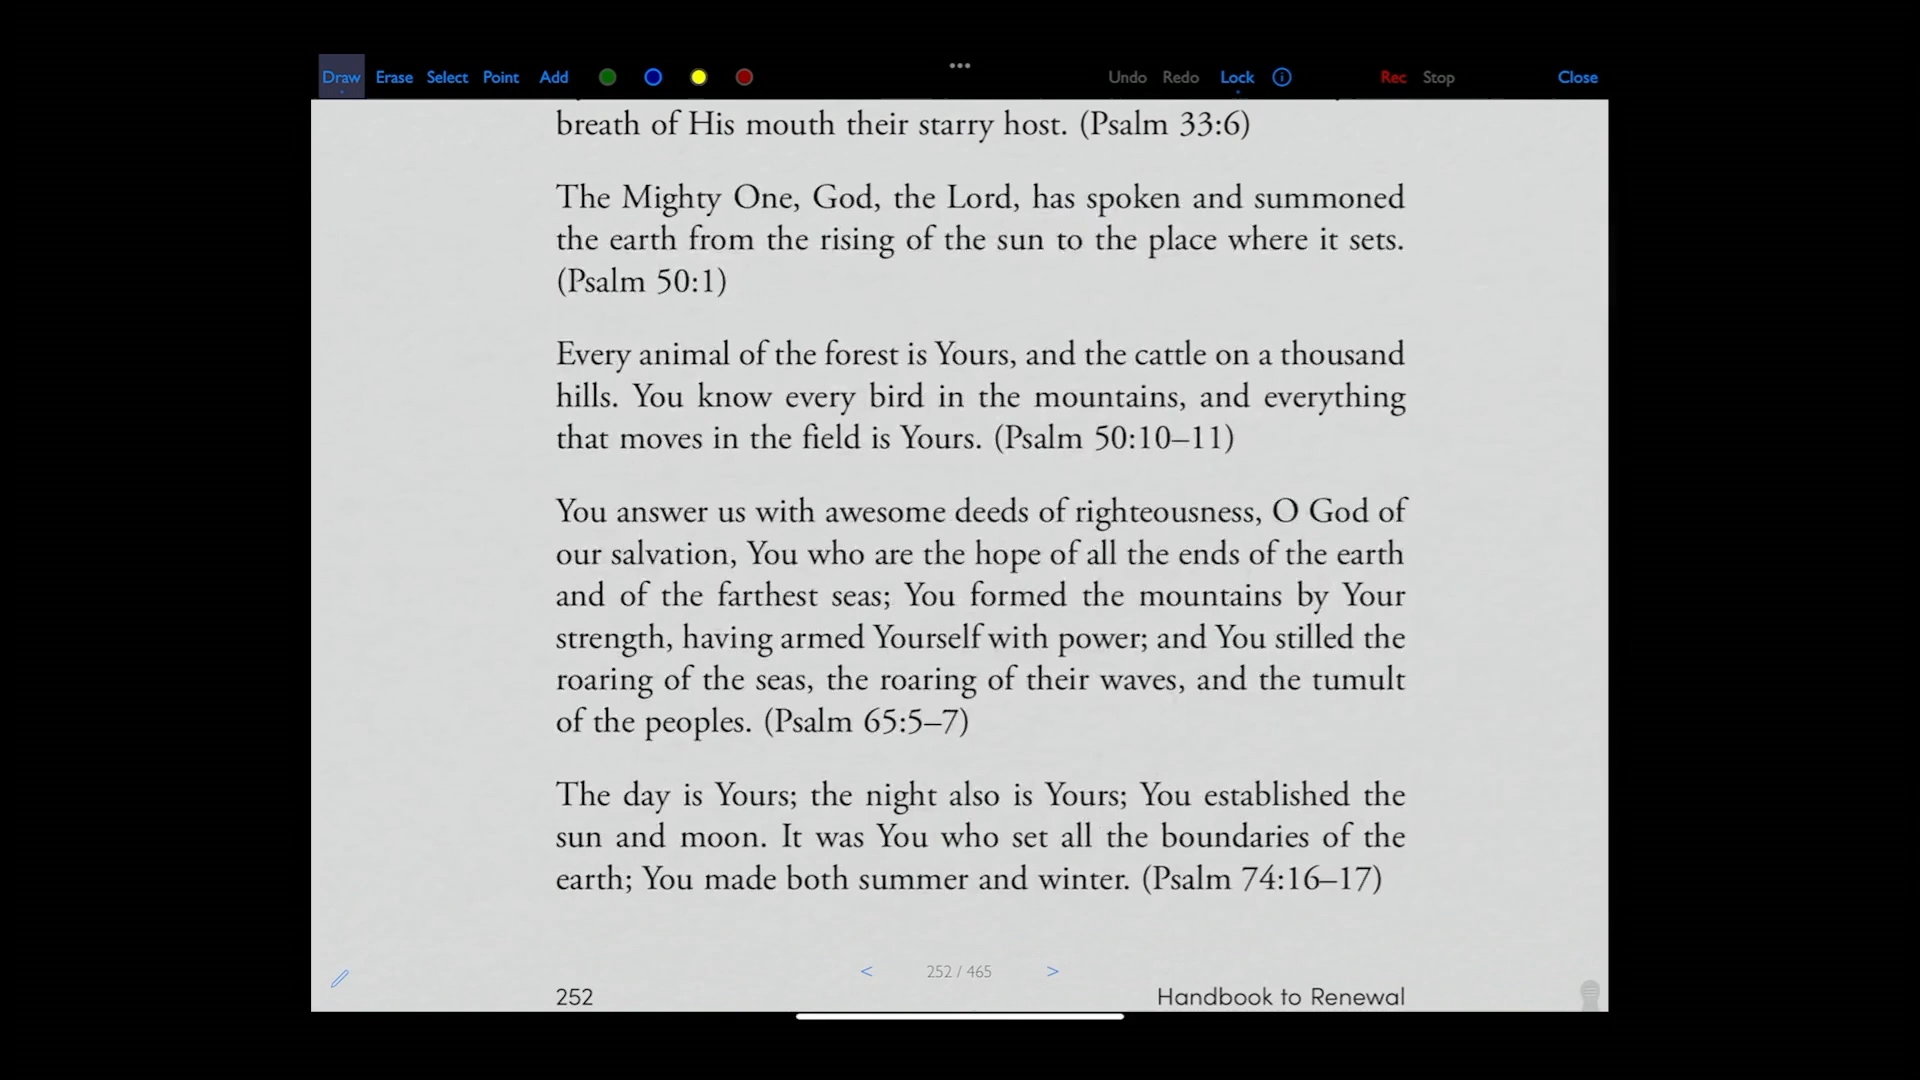 Draw Erase Select Point Add Undo Redo Lock Rec Stop Close
breath of His mouth their starry host. (Psalm 33:6)
The Mighty One, God, the Lord, has spoken and summoned
the earth from the rising of the sun to the place where it sets.
(Psalm 50:1)
Every animal of the forest is Yours, and the cattle on a thousand
hills. You know every bird in the mountains, and everything
that moves in the field is Yours. (Psalm 50:10–11)
You answer us with awesome deeds of righteousness, O God of
our salvation, You who are the hope of all the ends of the earth
and of the farthest seas; You formed the mountains by Your
strength, having armed Yourself with power; and You stilled the
roaring of the seas, the roaring of their waves, and the tumult
of the peoples. (Psalm 65:5–7)
The day is Yours; the night also is Yours; You established the
sun and moon. It was You who set all the boundaries of the
earth; You made both summer and winter. (Psalm 74:16–17)
< 252 / 465 >
252 Handbook to Renewal